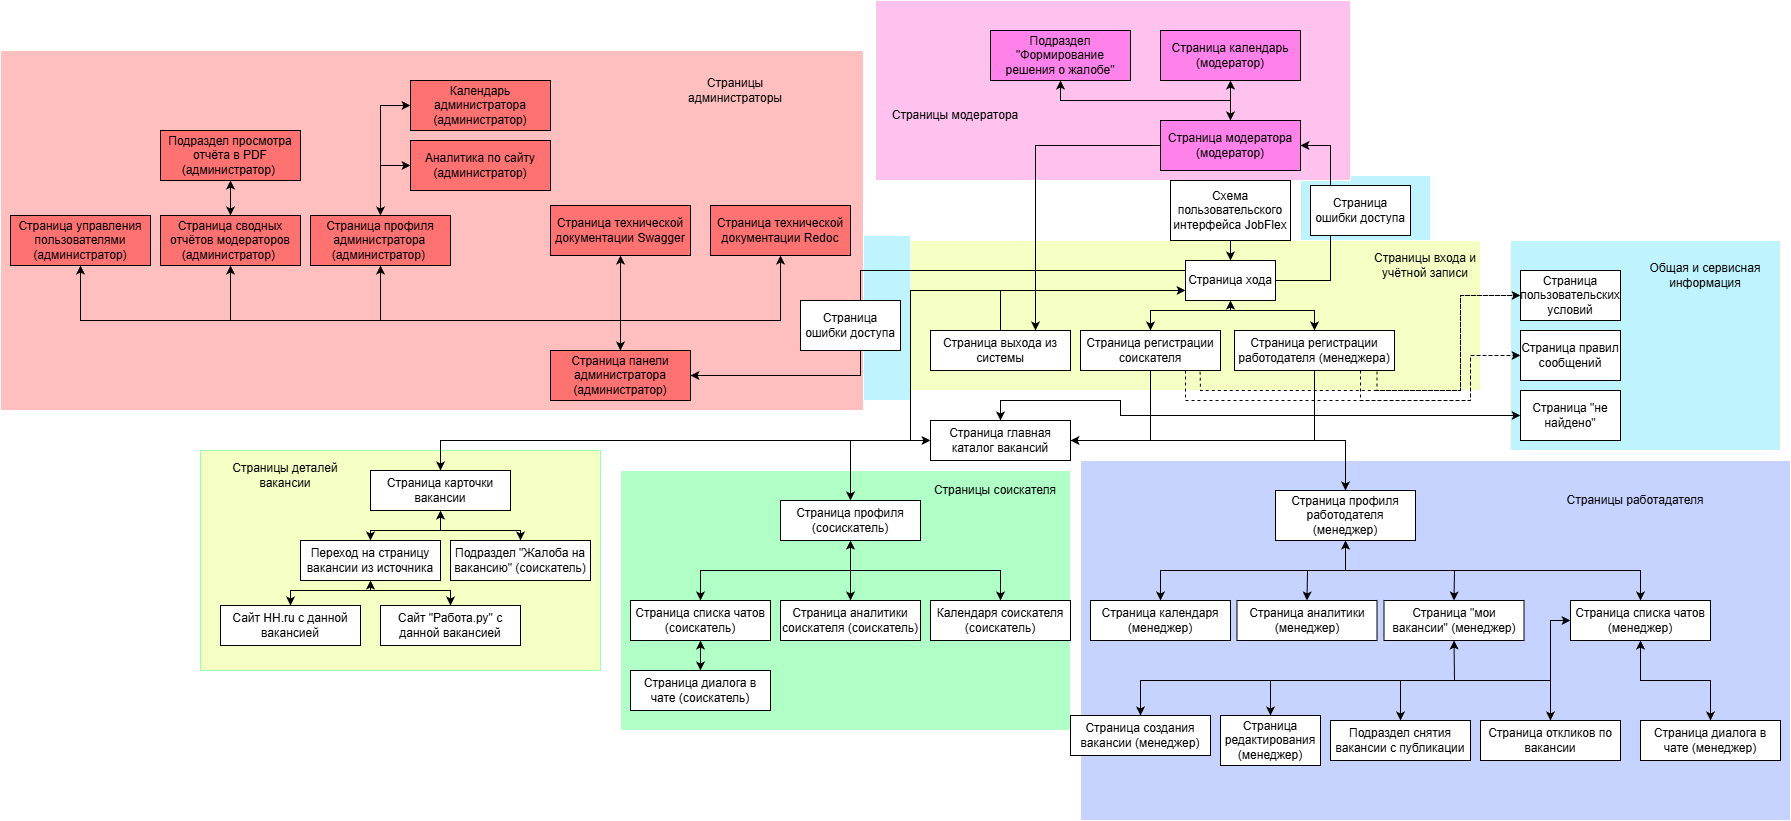 Подраздел
"Формирование
решения о жалобе"
Страница календарь
(модератор)
Страницы модератора
Страница модератора
(модератор)
Страницы
администраторы
Календарь
администратора
(администратор)
Аналитика по сайту
(администратор)
Подраздел просмотра
отчёта в PDF
(администратор)
Страница управления
пользователями
(администратор)
Страница сводных
отчётов модераторов
(администратор)
Страница профиля
администратора
(администратор)
Страница технической
документации Swagger
Страница технической
документации Redoc
Страница
ошибки доступа
Страница панели
администратора
(администратор)
Схема
пользовательского
интерфейса JobFlex
Страница
ошибки доступа
Страницы входа и
учётной записи
Страница хода
Страница выхода из
системы
Страница регистрации
соискателя
Страница регистрации
работодателя (менеджера)
Общая и сервисная
информация
Страница
пользовательских
условий
Страница правил
сообщений
Страница "не
найдено"
Страница главная
каталог вакансий
Страницы деталей
вакансии
Страница карточки
вакансии
Переход на страницу
вакансии из источника
Подраздел "Жалоба на
вакансию" (соискатель)
Сайт HH.ru с данной
вакансией
Сайт "Работа.ру" с
данной вакансией
Страницы соискателя
Страница профиля
(сосискатель)
Страница списка чатов
(соискатель)
Страница аналитики
соискателя (соискатель)
Календаря соискателя
(соискатель)
Страница диалога в
чате (соискатель)
Страницы работадателя
Страница профиля
работодателя
(менеджер)
Страница календаря
(менеджер)
Страница аналитики
(менеджер)
Страница "мои
вакансии" (менеджер)
Страница списка чатов
(менеджер)
Страница создания
вакансии (менеджер)
Страница
редактирования
(менеджер)
Подраздел снятия
вакансии с публикации
Страница откликов по
вакансии
Страница диалога в
чате (менеджер)